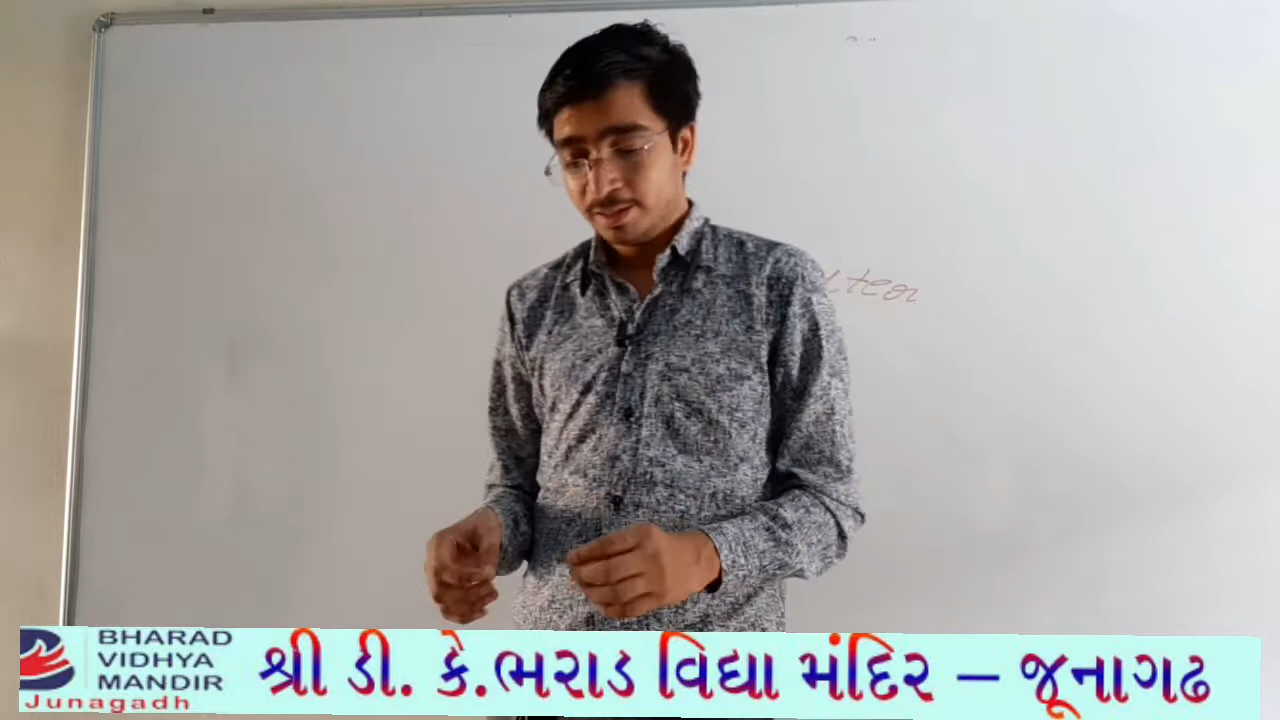 BHARAD
VIDHYA
MANDIR
Junagadh
શ્રી ડી. કે. ભરાડ વિદ્યા મંદિર – જૂનાગઢ